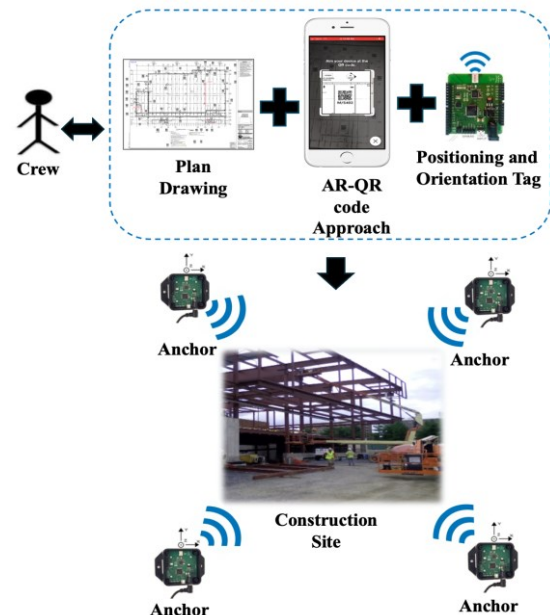 Crew
Plan
Drawing
AR-QR
code
Approach
Positioning and
Orientation Tag
Anchor
Anchor
Construction
Site
Anchor
Anchor